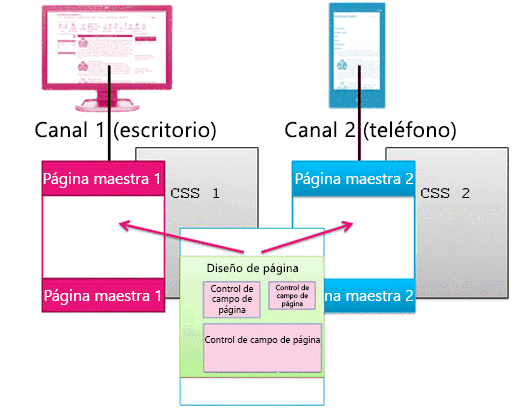 Canal 1 (escritorio)
Canal 2 (teléfono)
Página maestra 1
CSS 1
Página maestra 2
CSS 2
Diseño de página
Control de
campo de
página
Control de
campo de
página
Control de campo de página
Página maestra 1
Página maestra 2